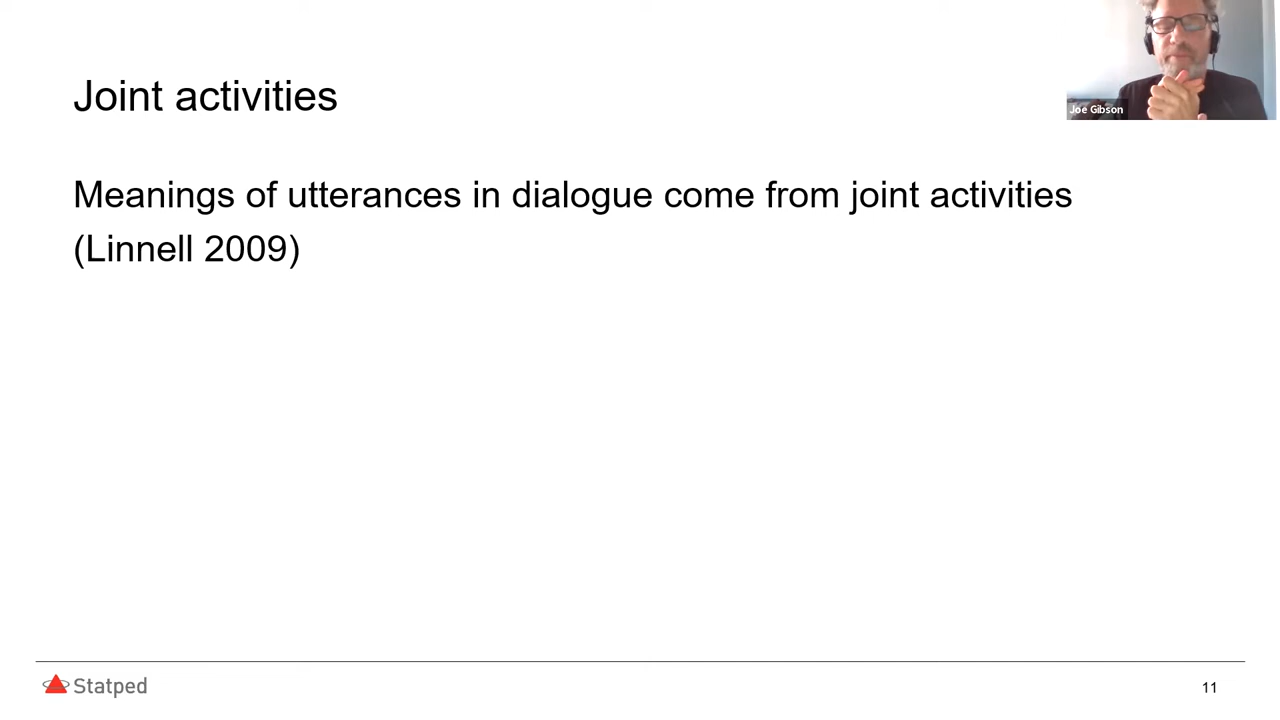 Joe Gibson
Joint activities
Meanings of utterances in dialogue come from joint activities
(Linnell 2009)
Statped
11